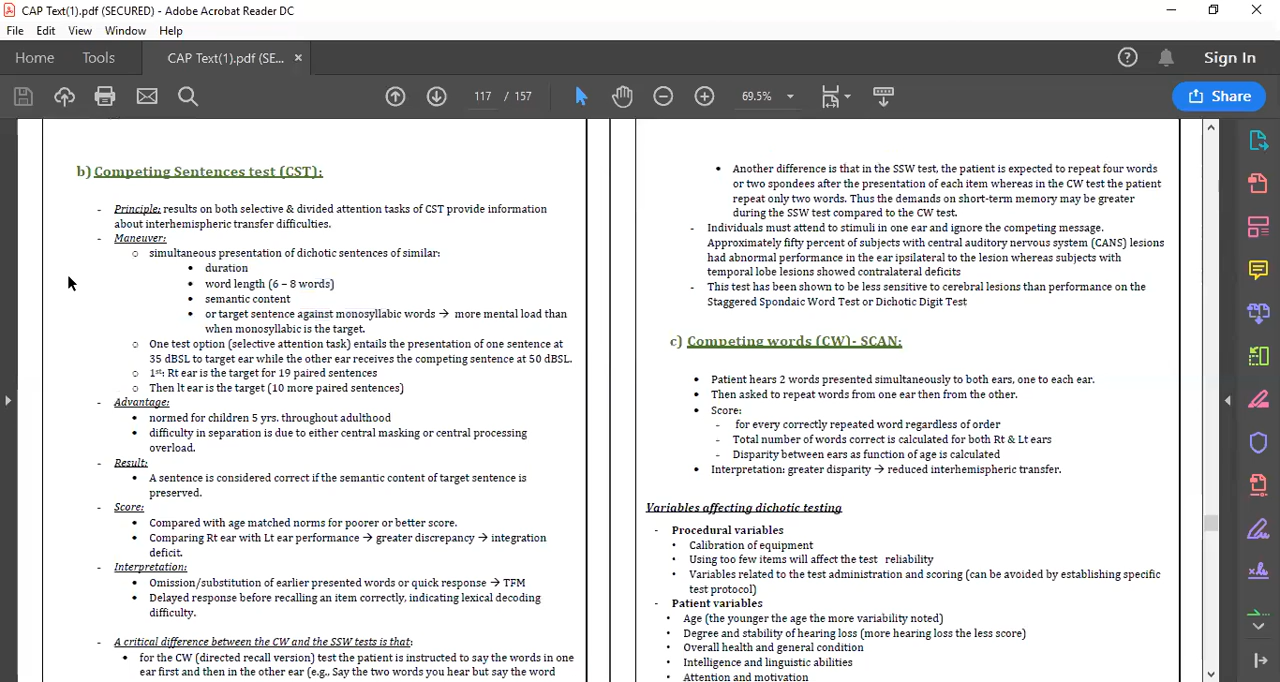 CAP Text(1).pdf (SECURED) - Adobe Acrobat Reader DC
File Edit View Window Help
Home Tools CAP Text(1).pdf (SE... × Sign In
117 / 157 69.5% Share
b) Competing Sentences test (CST):
- Principle: results on both selective & divided attention tasks of CST provide information
about interhemispheric transfer difficulties.
- Maneuver:
o simultaneous presentation of dichotic sentences of similar:
• duration
• word length (6 – 8 words)
• semantic content
• or target sentence against monosyllabic words → more mental load than
when monosyllabic is the target.
o One test option (selective attention task) entails the presentation of one sentence at
35 dBSL to target ear while the other ear receives the competing sentence at 50 dBSL.
o 1st: Rt ear is the target for 19 paired sentences
o Then lt ear is the target (10 more paired sentences)
- Advantage:
• normed for children 5 yrs. throughout adulthood
• difficulty in separation is due to either central masking or central processing
overload.
- Result:
• A sentence is considered correct if the semantic content of target sentence is
preserved.
- Score:
• Compared with age matched norms for poorer or better score.
• Comparing Rt ear with Lt ear performance → greater discrepancy → integration
deficit.
- Interpretation:
• Omission/substitution of earlier presented words or quick response → TFM
• Delayed response before recalling an item correctly, indicating lexical decoding
difficulty.
- A critical difference between the CW and the SSW tests is that:
• for the CW (directed recall version) test the patient is instructed to say the words in one
ear first and then in the other ear (e.g., Say the two words you hear but say the word
• Another difference is that in the SSW test, the patient is expected to repeat four words
or two spondees after the presentation of each item whereas in the CW test the patient
repeat only two words. Thus the demands on short-term memory may be greater
during the SSW test compared to the CW test.
- Individuals must attend to stimuli in one ear and ignore the competing message.
Approximately fifty percent of subjects with central auditory nervous system (CANS) lesions
had abnormal performance in the ear ipsilateral to the lesion whereas subjects with
temporal lobe lesions showed contralateral deficits
- This test has been shown to be less sensitive to cerebral lesions than performance on the
Staggered Spondaic Word Test or Dichotic Digit Test
c) Competing words (CW)- SCAN:
• Patient hears 2 words presented simultaneously to both ears, one to each ear.
• Then asked to repeat words from one ear then from the other.
• Score:
- for every correctly repeated word regardless of order
- Total number of words correct is calculated for both Rt & Lt ears
- Disparity between ears as function of age is calculated
• Interpretation: greater disparity → reduced interhemispheric transfer.
Variables affecting dichotic testing
- Procedural variables
• Calibration of equipment
• Using too few items will affect the test reliability
• Variables related to the test administration and scoring (can be avoided by establishing specific
test protocol)
- Patient variables
• Age (the younger the age the more variability noted)
• Degree and stability of hearing loss (more hearing loss the less score)
• Overall health and general condition
• Intelligence and linguistic abilities
• Attention and motivation